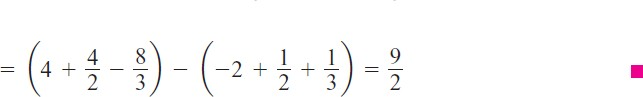 = (4 + 4/2 − 8/3) − (−2 + 1/2 + 1/3) = 9/2